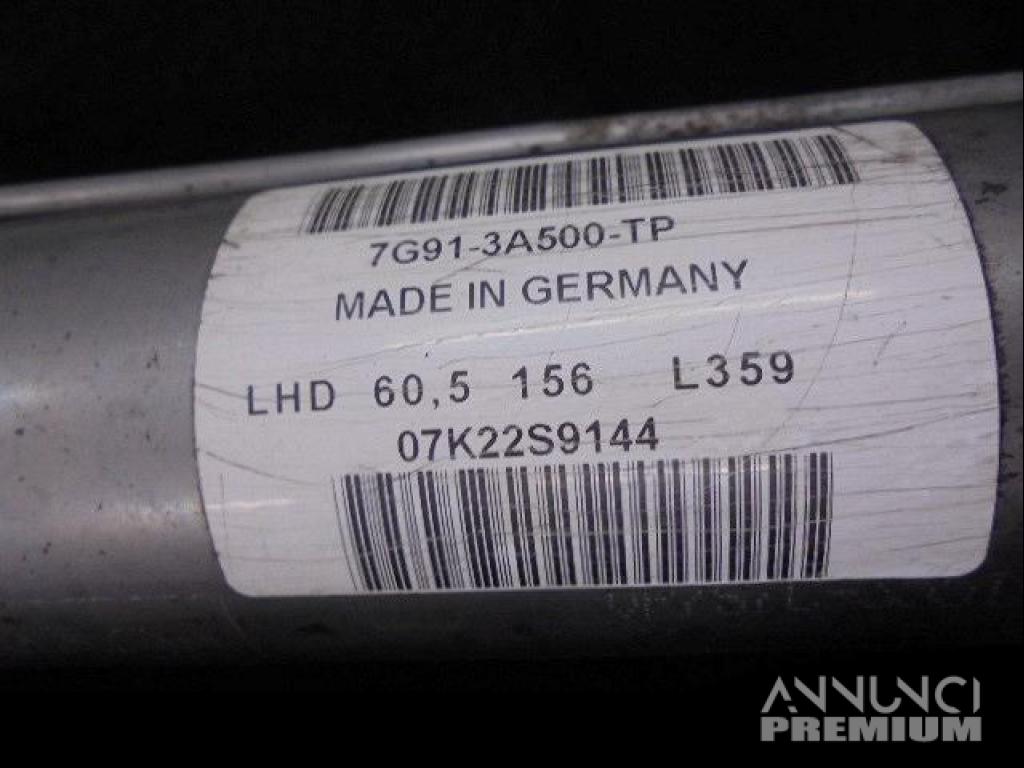 7G91-3A500-TP
MADE IN GERMANY
LHD 60,5 156 L359
07K22S9144
ANNUNCI
PREMIUM